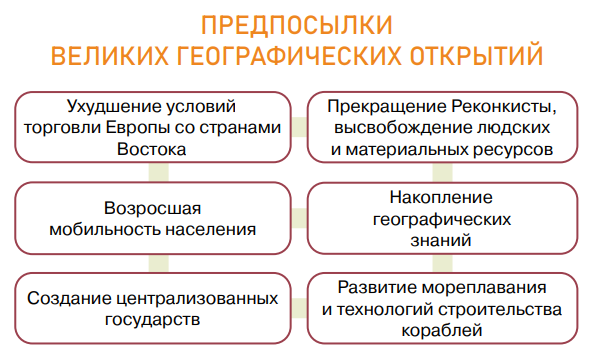 ПРЕДПОСЫЛКИ
ВЕЛИКИХ ГЕОГРАФИЧЕСКИХ ОТКРЫТИЙ
Ухудшение условий
торговли Европы со странами
Востока
Прекращение Реконкисты,
высвобождение людских
и материальных ресурсов
Возросшая
мобильность населения
Накопление
географических
знаний
Создание централизованных
государств
Развитие мореплавания
и технологий строительства
кораблей